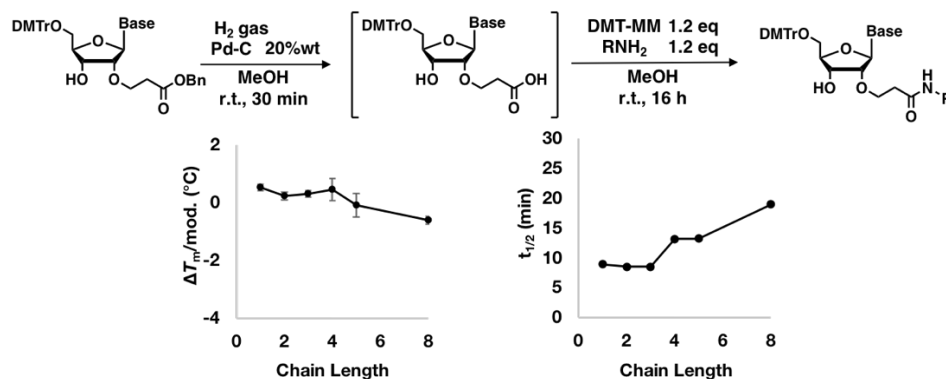 DMTrO
Base
O
HO
O
OBn
O
H₂ gas
Pd-C 20%wt
MeOH
r.t., 30 min
DMTrO
Base
O
HO
O
OH
O
DMT-MM 1.2 eq
RNH₂ 1.2 eq
MeOH
r.t., 16 h
DMTrO
Base
O
HO
O
H
N
O
ΔTm/mod. (°C)
2
0
-2
-4
0 2 4 6 8
Chain Length
t1/2 (min)
30
25
20
15
10
5
0
0 2 4 6 8
Chain Length